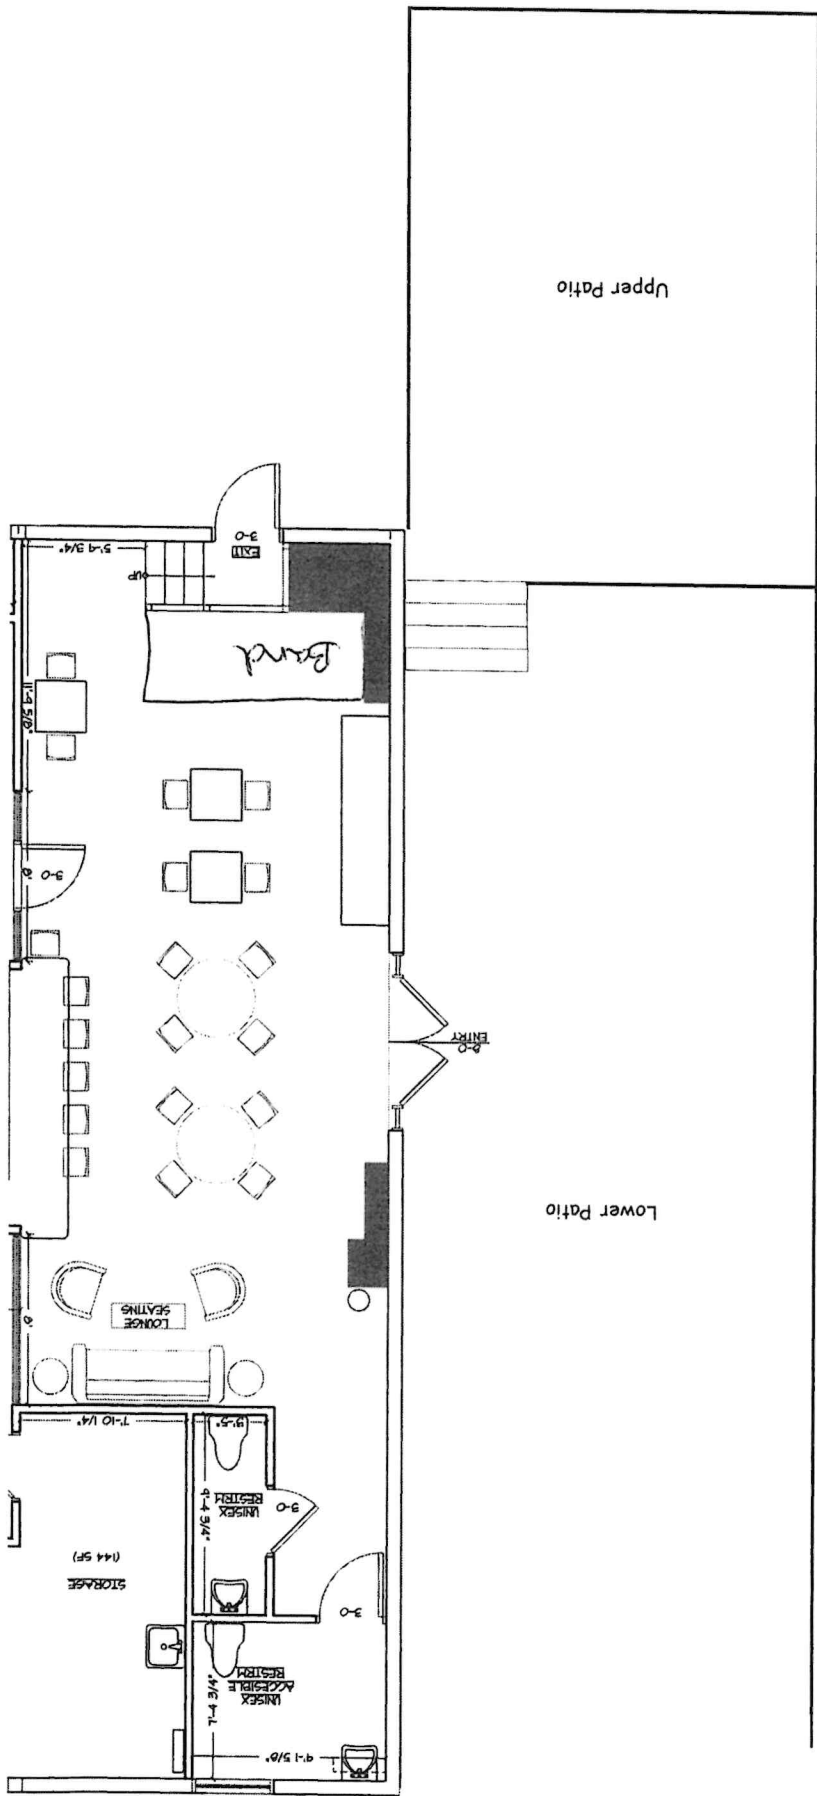 Upper Patio
5'-9 3/4"
UP
EXIT
3-0
Band
11'-9 5/8"
3-0
8'
8-0
ENTRY
Lower Patio
LOUNGE
SEATING
8'
7'-10 1/4"
UNISEX
RESTRM
3-0
9'-4 3/4"
STORAGE
(144 SF)
3-0
UNISEX
ACCESIBLE
RESTRM
7'-4 3/4"
9'-1 5/8"